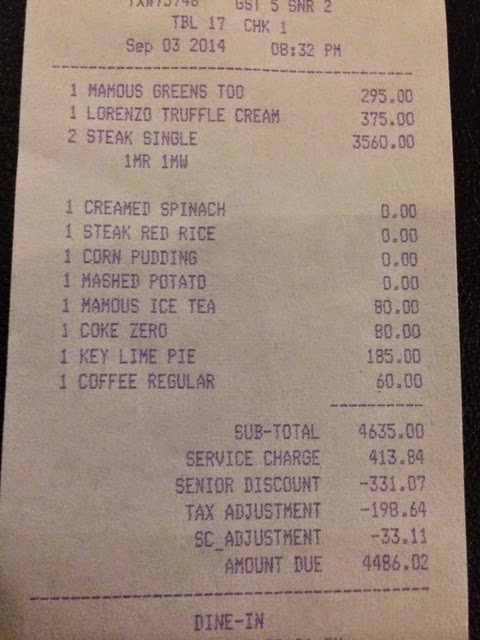 GST 5 SNR 2
TBL 17 CHK 1
Sep 03 2014 08:32 PM
1 MAMOUS GREENS TOO 295.00
1 LORENZO TRUFFLE CREAM 375.00
2 STEAK SINGLE 3560.00
1MR 1MW
1 CREAMED SPINACH 0.00
1 STEAK RED RICE 0.00
1 CORN PUDDING 0.00
1 MASHED POTATO 0.00
1 MAMOUS ICE TEA 80.00
1 COKE ZERO 80.00
1 KEY LIME PIE 185.00
1 COFFEE REGULAR 60.00
SUB-TOTAL 4635.00
SERVICE CHARGE 413.84
SENIOR DISCOUNT -331.07
TAX ADJUSTMENT -198.64
SC_ADJUSTMENT -33.11
AMOUNT DUE 4486.02
DINE-IN